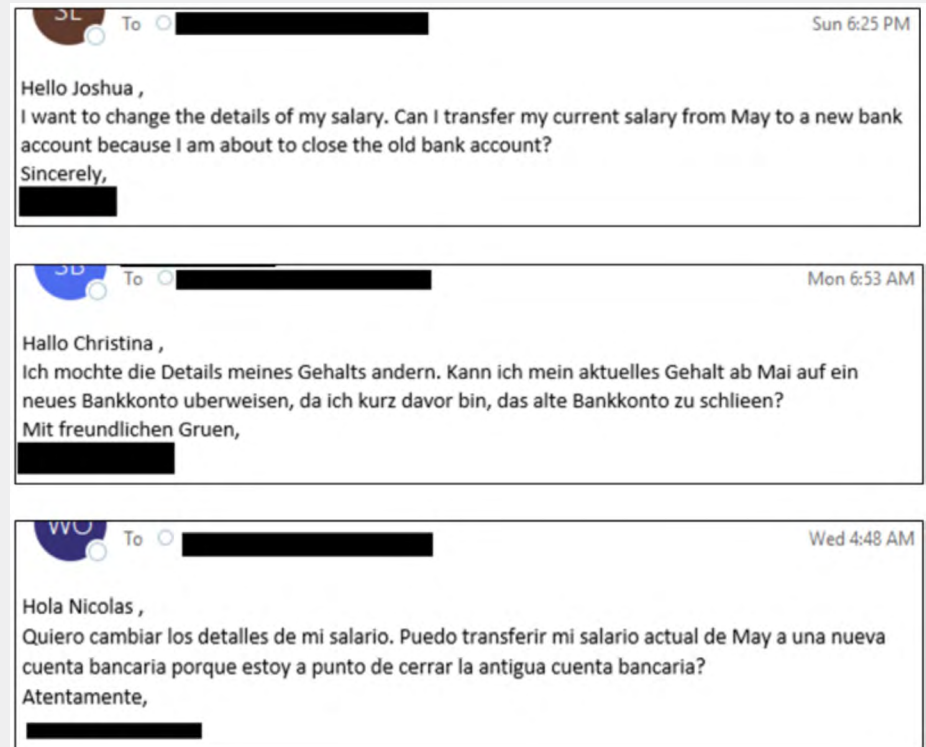 SL
To
Sun 6:25 PM
Hello Joshua ,
I want to change the details of my salary. Can I transfer my current salary from May to a new bank
account because I am about to close the old bank account?
Sincerely,
SB
To
Mon 6:53 AM
Hallo Christina ,
Ich mochte die Details meines Gehalts andern. Kann ich mein aktuelles Gehalt ab Mai auf ein
neues Bankkonto uberweisen, da ich kurz davor bin, das alte Bankkonto zu schlieen?
Mit freundlichen Gruen,
WO
To
Wed 4:48 AM
Hola Nicolas ,
Quiero cambiar los detalles de mi salario. Puedo transferir mi salario actual de May a una nueva
cuenta bancaria porque estoy a punto de cerrar la antigua cuenta bancaria?
Atentamente,